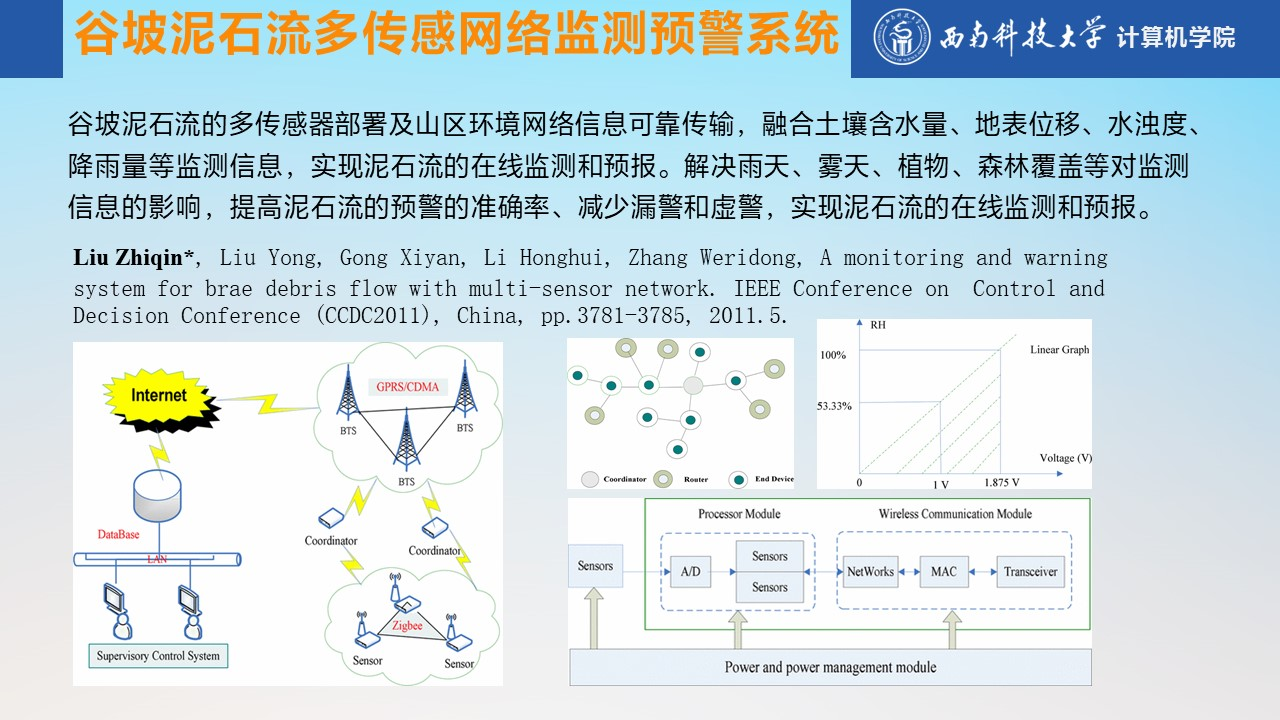 谷坡泥石流多传感网络监测预警系统
西南科技大学 计算机学院
谷坡泥石流的多传感器部署及山区环境网络信息可靠传输，融合土壤含水量、地表位移、水浊度、
降雨量等监测信息，实现泥石流的在线监测和预报。解决雨天、雾天、植物、森林覆盖等对监测
信息的影响，提高泥石流的预警的准确率、减少漏警和虚警，实现泥石流的在线监测和预报。
Liu Zhiqin*, Liu Yong, Gong Xiyan, Li Honghui, Zhang Weridong, A monitoring and warning
system for brae debris flow with multi-sensor network. IEEE Conference on Control and
Decision Conference (CCDC2011), China, pp.3781-3785, 2011.5.
Internet
GPRS/CDMA
BTS
BTS
BTS
DataBase
LAN
Coordinator
Coordinator
Zigbee
Sensor
Sensor
Supervisory Control System
Coordinator
Router
End Device
RH
100%
Linear Graph
53.33%
Voltage (V)
0
1 V
1.875 V
Processor Module
Wireless Communication Module
Sensors
A/D
Sensors
Sensors
NetWorks
MAC
Transceiver
Power and power management module